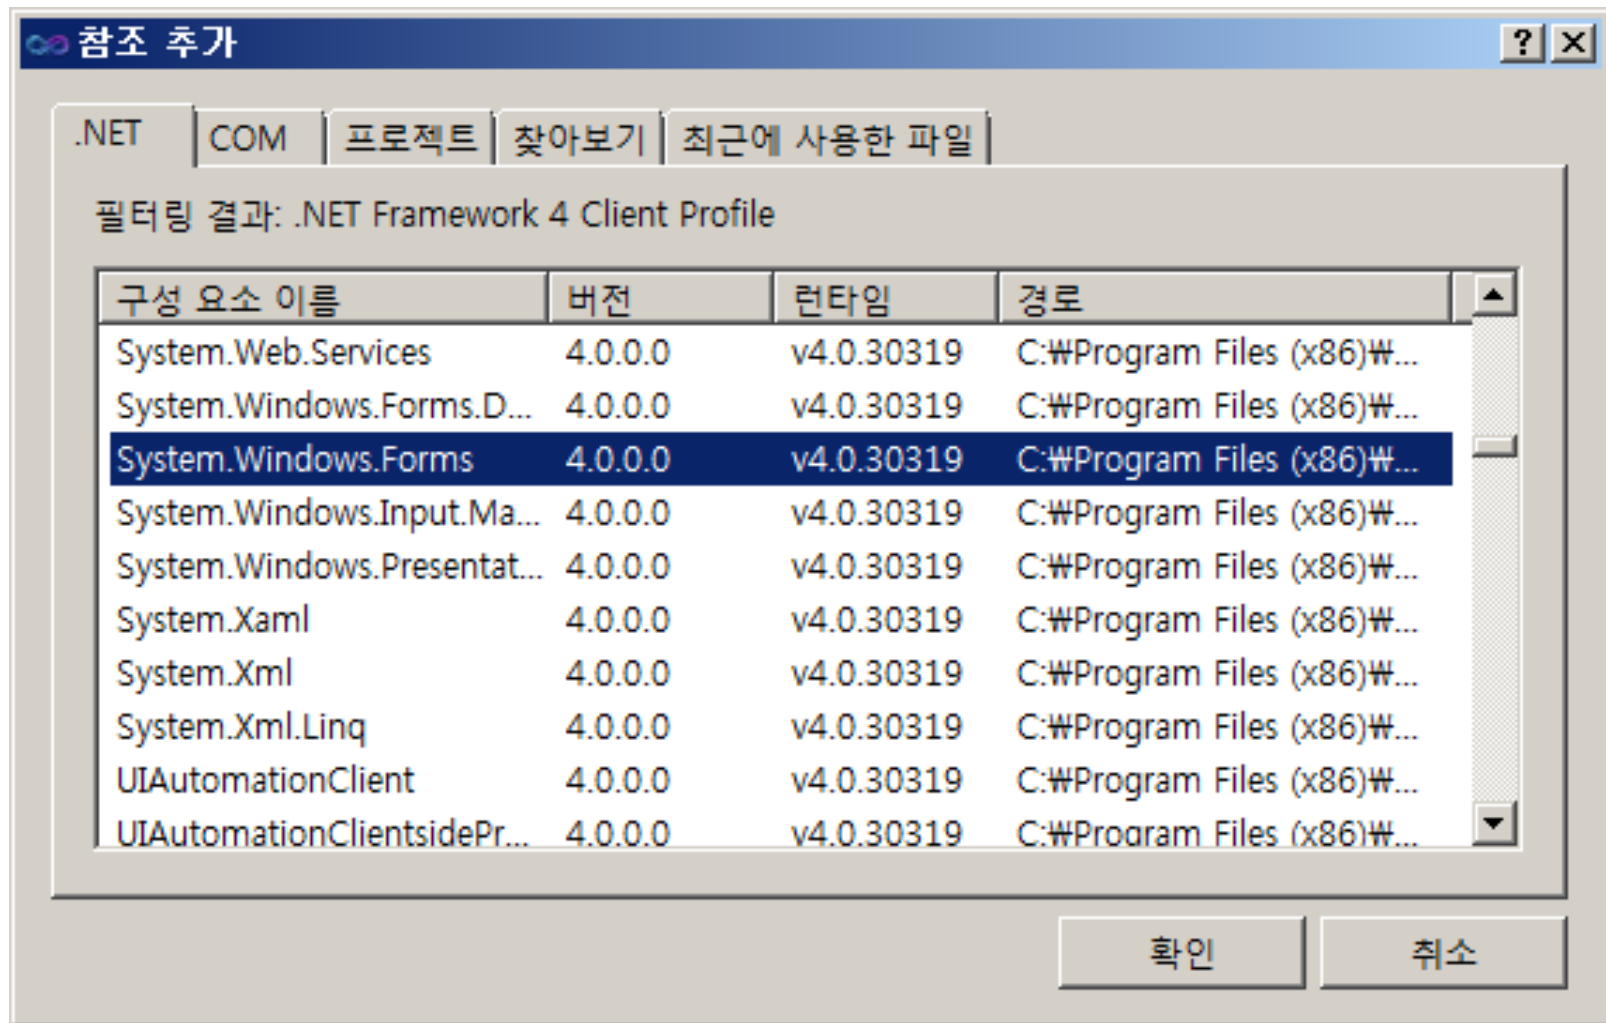 참조 추가
.NET COM 프로젝트 찾아보기 최근에 사용한 파일
필터링 결과: .NET Framework 4 Client Profile
구성 요소 이름 버전 런타임 경로
System.Web.Services 4.0.0.0 v4.0.30319 C:₩Program Files (x86)₩...
System.Windows.Forms.D... 4.0.0.0 v4.0.30319 C:₩Program Files (x86)₩...
System.Windows.Forms 4.0.0.0 v4.0.30319 C:₩Program Files (x86)₩...
System.Windows.Input.Ma... 4.0.0.0 v4.0.30319 C:₩Program Files (x86)₩...
System.Windows.Presentat... 4.0.0.0 v4.0.30319 C:₩Program Files (x86)₩...
System.Xaml 4.0.0.0 v4.0.30319 C:₩Program Files (x86)₩...
System.Xml 4.0.0.0 v4.0.30319 C:₩Program Files (x86)₩...
System.Xml.Linq 4.0.0.0 v4.0.30319 C:₩Program Files (x86)₩...
UIAutomationClient 4.0.0.0 v4.0.30319 C:₩Program Files (x86)₩...
UIAutomationClientsidePr... 4.0.0.0 v4.0.30319 C:₩Program Files (x86)₩...
확인 취소